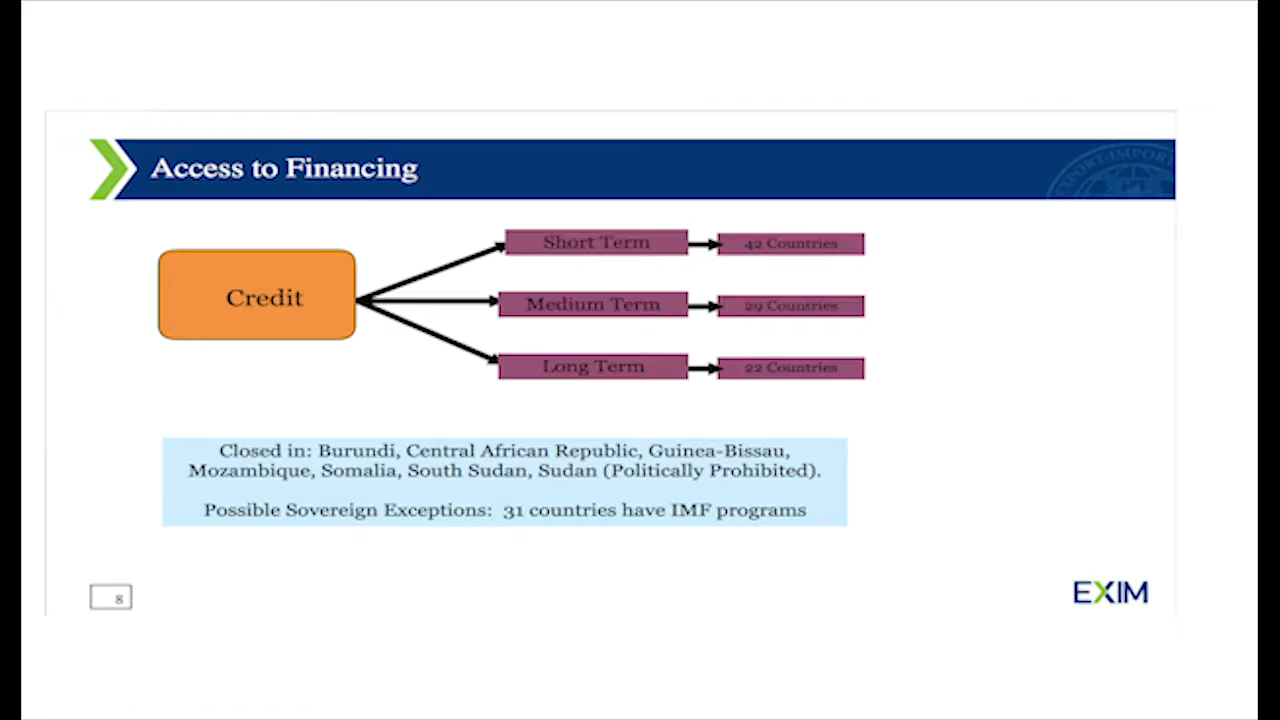 Access to Financing
EXPORT-IMPORT
Credit
Short Term
42 Countries
Medium Term
29 Countries
Long Term
22 Countries
Closed in: Burundi, Central African Republic, Guinea-Bissau,
Mozambique, Somalia, South Sudan, Sudan (Politically Prohibited).
Possible Sovereign Exceptions: 31 countries have IMF programs
8
EXIM